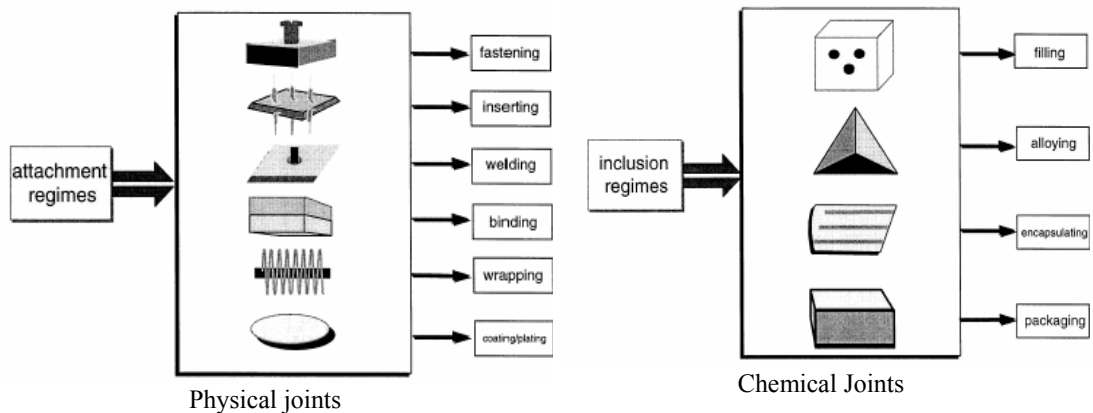 attachment
regimes
fastening
inserting
welding
binding
wrapping
coating/plating
Physical joints
inclusion
regimes
filling
alloying
encapsulating
packaging
Chemical Joints